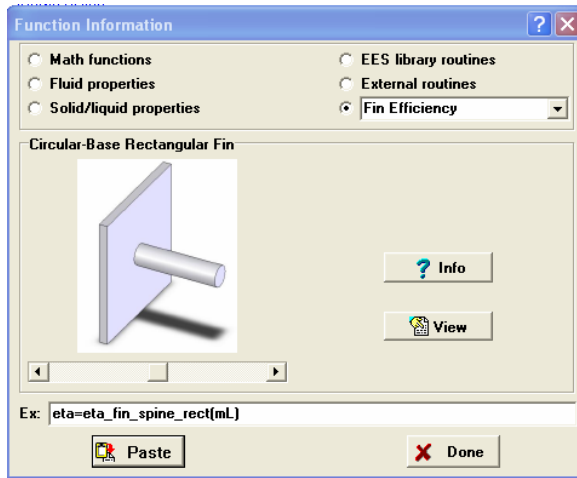 Function Information
Math functions
EES library routines
Fluid properties
External routines
Solid/liquid properties
Fin Efficiency
Circular-Base Rectangular Fin
? Info
View
Ex: eta=eta_fin_spine_rect(mL)
Paste
Done